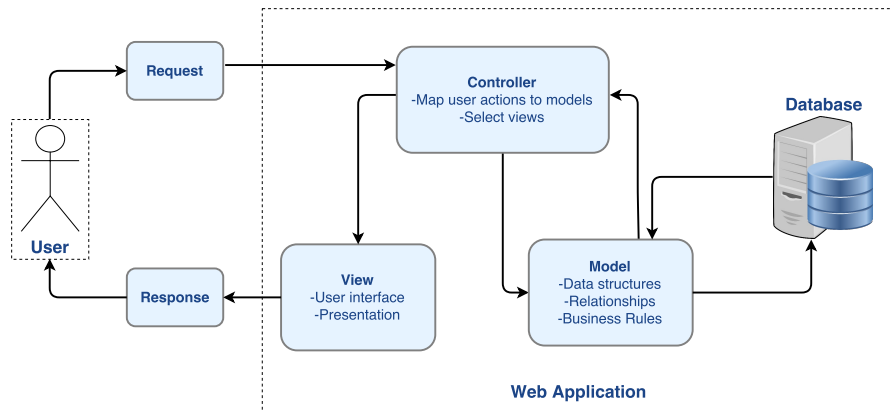 Request
Controller
-Map user actions to models
-Select views
Database
User
View
-User interface
-Presentation
Model
-Data structures
-Relationships
-Business Rules
Response
Web Application